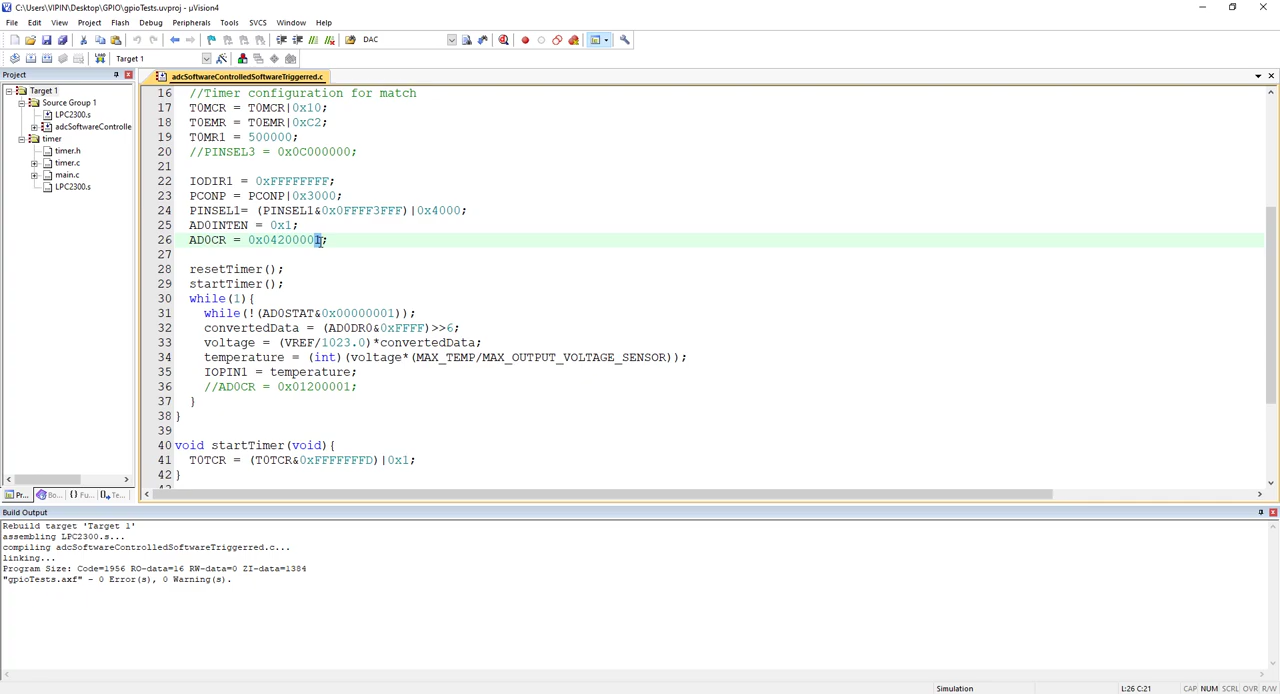 C:\Users\VIPIN\Desktop\GPIO\gpioTests.uvproj - µVision4
File Edit View Project Flash Debug Peripherals Tools SVCS Window Help
DAC
Target 1
Project
adcSoftwareControlledSoftwareTriggerred.c
Target 1
Source Group 1
LPC2300.s
adcSoftwareControlle
timer
timer.h
timer.c
main.c
LPC2300.s
16 //Timer configuration for match
17 T0MCR = T0MCR|0x10;
18 T0EMR = T0EMR|0xC2;
19 T0MR1 = 500000;
20 //PINSEL3 = 0x0C000000;
21
22 IODIR1 = 0xFFFFFFFF;
23 PCONP = PCONP|0x3000;
24 PINSEL1= (PINSEL1&0x0FFFF3FFF)|0x4000;
25 AD0INTEN = 0x1;
26 AD0CR = 0x04200001;
27
28 resetTimer();
29 startTimer();
30 while(1){
31 while(!(AD0STAT&0x00000001));
32 convertedData = (AD0DR0&0xFFFF)>>6;
33 voltage = (VREF/1023.0)*convertedData;
34 temperature = (int)(voltage*(MAX_TEMP/MAX_OUTPUT_VOLTAGE_SENSOR));
35 IOPIN1 = temperature;
36 //AD0CR = 0x01200001;
37 }
38 }
39
40 void startTimer(void){
41 T0TCR = (T0TCR&0xFFFFFFFD)|0x1;
42 }
Pr... Bo... {} Fu... Te...
Build Output
Rebuild target 'Target 1'
assembling LPC2300.s...
compiling adcSoftwareControlledSoftwareTriggerred.c...
linking...
Program Size: Code=1956 RO-data=16 RW-data=0 ZI-data=1384
"gpioTests.axf" - 0 Error(s), 0 Warning(s).
Simulation L:26 C:21 CAP NUM SCRL OVR R/W